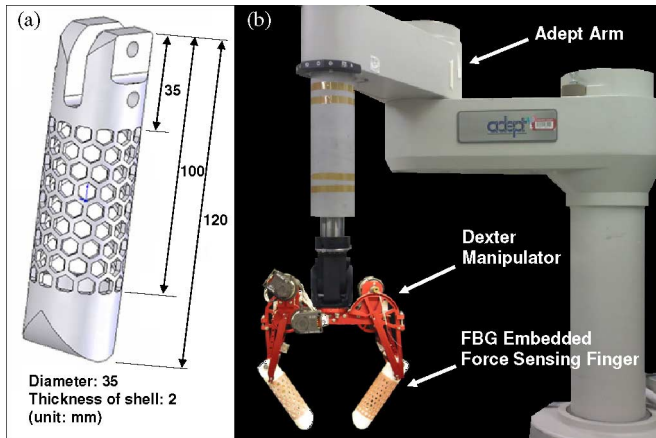 (a)
35
100
120
Diameter: 35
Thickness of shell: 2
(unit: mm)
(b)
Adept Arm
adept
Dexter
Manipulator
FBG Embedded
Force Sensing Finger